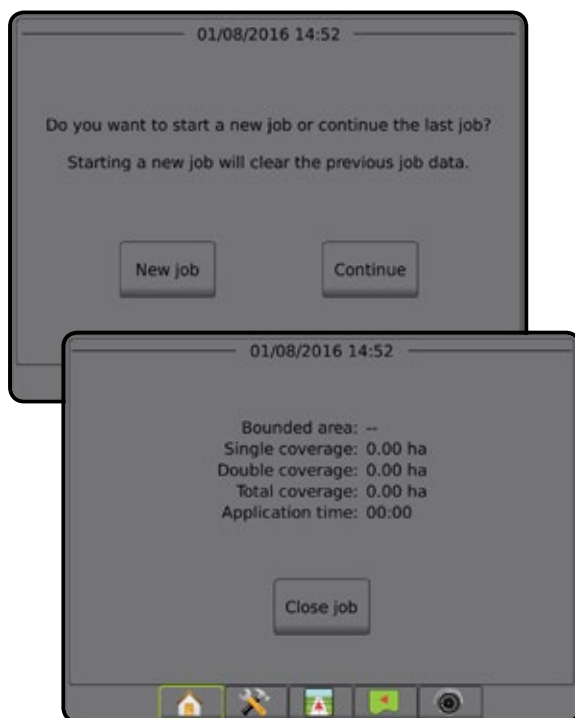 01/08/2016 14:52
Do you want to start a new job or continue the last job?
Starting a new job will clear the previous job data.
New job
Continue
01/08/2016 14:52
Bounded area: --
Single coverage: 0.00 ha
Double coverage: 0.00 ha
Total coverage: 0.00 ha
Application time: 00:00
Close job